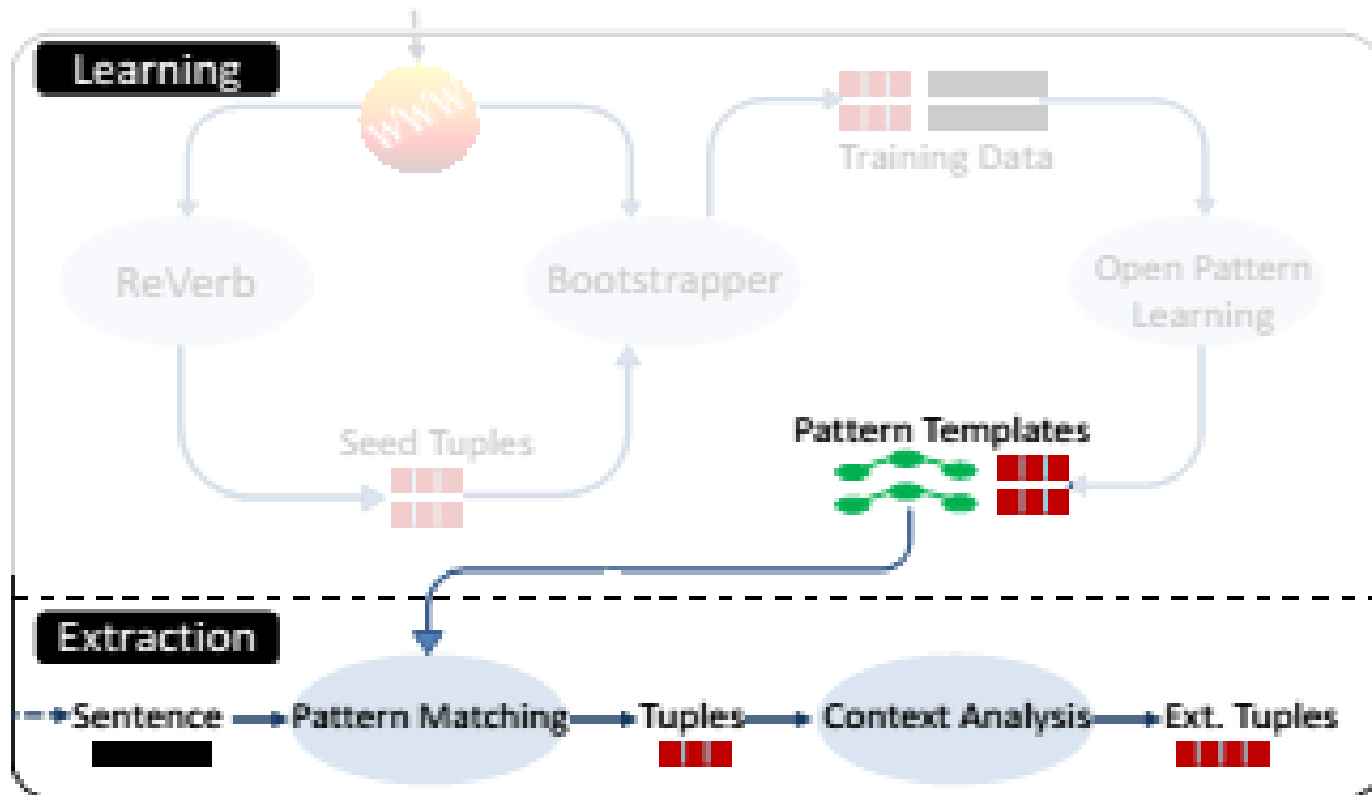 Learning
WWW
Training Data
ReVerb
Bootstrapper
Open Pattern
Learning
Seed Tuples
Pattern Templates
Extraction
Sentence
Pattern Matching
Tuples
Context Analysis
Ext. Tuples